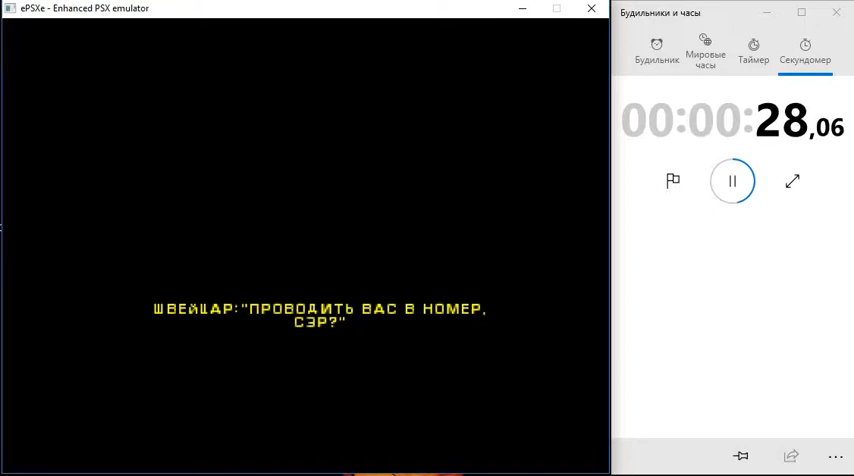 ePSXe - Enhanced PSX emulator
Будильники и часы
Будильник
Мировые
часы
Таймер
Секундомер
00:00:28,06
ШВЕЙЦАР:"ПРОВОДИТЬ ВАС В НОМЕР,
СЭР?"